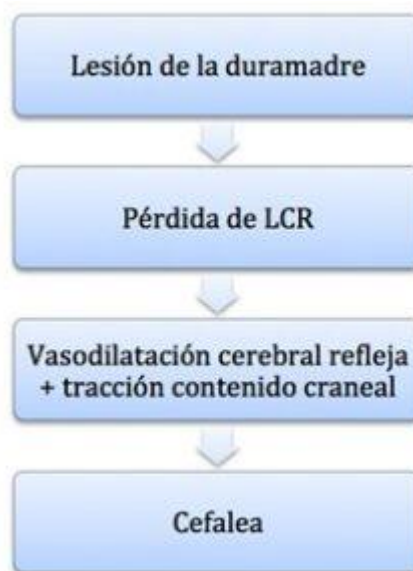 Lesión de la duramadre
Pérdida de LCR
Vasodilatación cerebral refleja
+ tracción contenido craneal
Cefalea